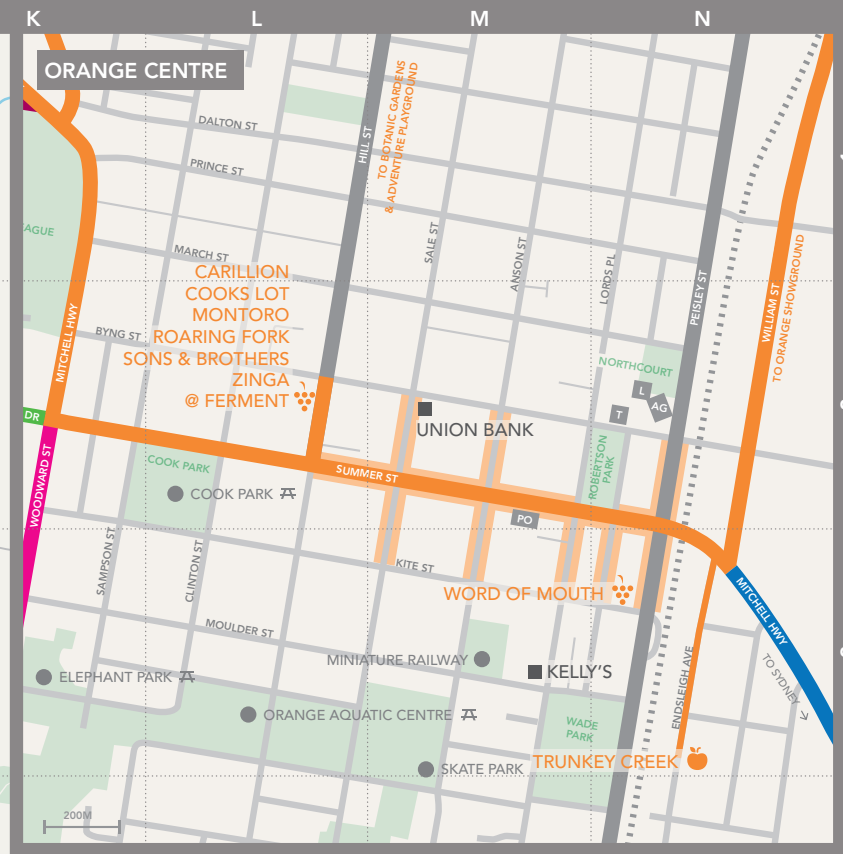 K L M N
ORANGE CENTRE
DALTON ST
PRINCE ST
HILL ST
TO BOTANIC GARDENS
& ADVENTURE PLAYGROUND
AGUE
MARCH ST
SALE ST
ANSON ST
LORDS PL
PEISLEY ST
WILLIAM ST
TO ORANGE SHOWGROUND
CARILLION
COOKS LOT
MONTORO
ROARING FORK
SONS & BROTHERS
ZINGA
@ FERMENT
MITCHELL HWY
BYNG ST
NORTHCOURT
L
AG
T
UNION BANK
DR
WOODWARD ST
COOK PARK
COOK PARK
SUMMER ST
ROBERTSON
PARK
PO
SAMPSON ST
CLINTON ST
KITE ST
WORD OF MOUTH
MITCHELL HWY
MOULDER ST
MINIATURE RAILWAY
KELLY'S
ELEPHANT PARK
ORANGE AQUATIC CENTRE
WADE
PARK
ENDSLEIGH AVE
TO SYDNEY
TRUNKEY CREEK
SKATE PARK
200M